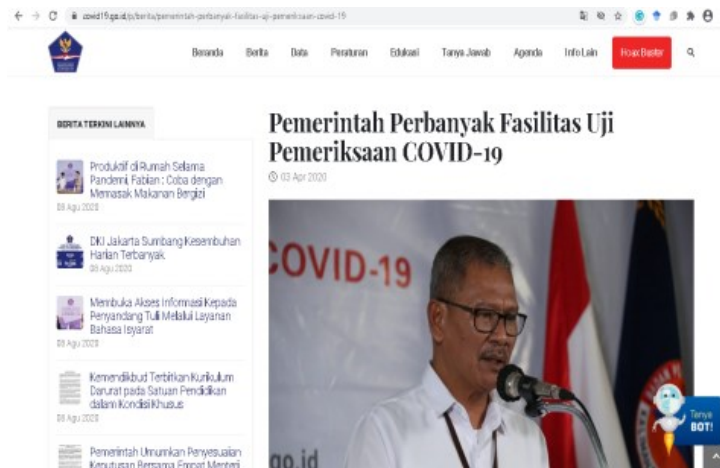 covid19.go.id/p/berita/pemerintah-perbanyak-fasilitas-uji-pemeriksaan-covid-19
Beranda Berita Data Peraturan Edukasi Tanya Jawab Agenda Info Lain Hoax Buster
BERITA TERKINI LAINNYA
Produktif di Rumah Selama
Pandemi, Fabian : Coba dengan
Memasak Makanan Bergizi
08 Agu 2020
DKI Jakarta Sumbang Kesembuhan
Harian Terbanyak
08 Agu 2020
Membuka Akses Informasi Kepada
Penyandang Tuli Melalui Layanan
Bahasa Isyarat
08 Agu 2020
Kemendikbud Terbitkan Kurikulum
Darurat pada Satuan Pendidikan
dalam Kondisi Khusus
08 Agu 2020
Pemerintah Umumkan Penyesuaian
Keputusan Bersama Empat Menteri
Pemerintah Perbanyak Fasilitas Uji
Pemeriksaan COVID-19
03 Apr 2020
COVID-19
go.id
Tanya
BOT!